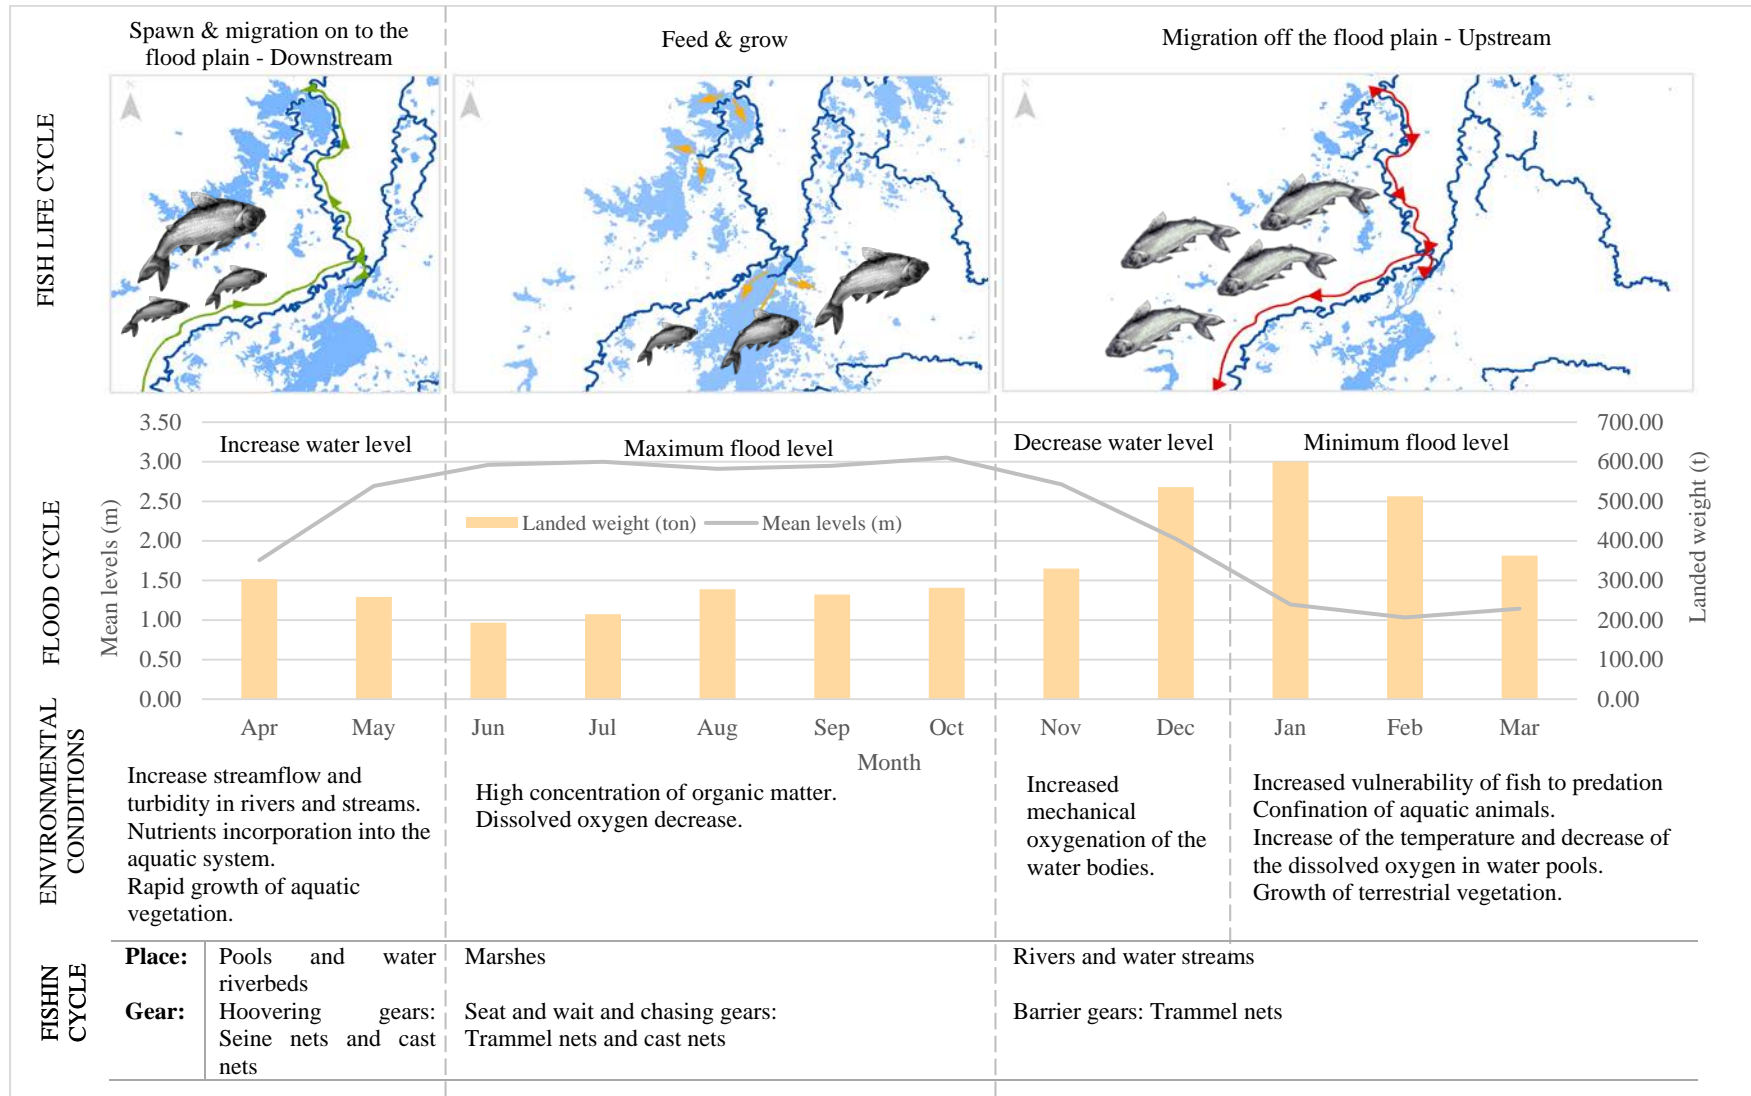 Spawn & migration on to the
flood plain - Downstream
Feed & grow
Migration off the flood plain - Upstream
FISH LIFE CYCLE
N
N
N
3.50
3.00
2.50
2.00
1.50
1.00
0.50
0.00
Mean levels (m)
FLOOD CYCLE
Increase water level
Maximum flood level
Decrease water level
Minimum flood level
Landed weight (ton)
Mean levels (m)
700.00
600.00
500.00
400.00
300.00
200.00
100.00
0.00
Landed weight (t)
Apr
May
Jun
Jul
Aug
Sep
Oct
Nov
Dec
Jan
Feb
Mar
Month
ENVIRONMENTAL
CONDITIONS
Increase streamflow and
turbidity in rivers and streams.
Nutrients incorporation into the
aquatic system.
Rapid growth of aquatic
vegetation.
High concentration of organic matter.
Dissolved oxygen decrease.
Increased
mechanical
oxygenation of the
water bodies.
Increased vulnerability of fish to predation
Confination of aquatic animals.
Increase of the temperature and decrease of
the dissolved oxygen in water pools.
Growth of terrestrial vegetation.
FISHIN
CYCLE
Place:
Pools and water
riverbeds
Marshes
Rivers and water streams
Gear:
Hoovering gears:
Seine nets and cast
nets
Seat and wait and chasing gears:
Trammel nets and cast nets
Barrier gears: Trammel nets